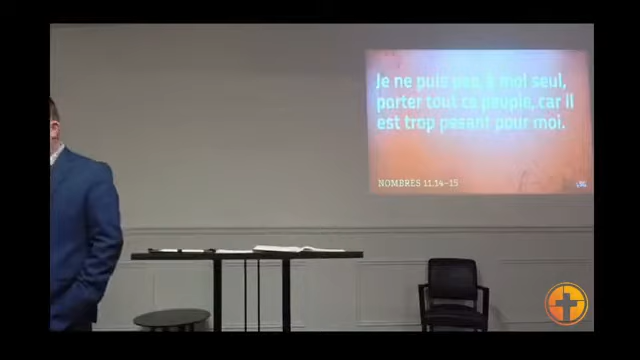 Je ne puis pas, à moi seul,
porter tout ce peuple, car il
est trop pesant pour moi.
NOMBRES 11.14-15